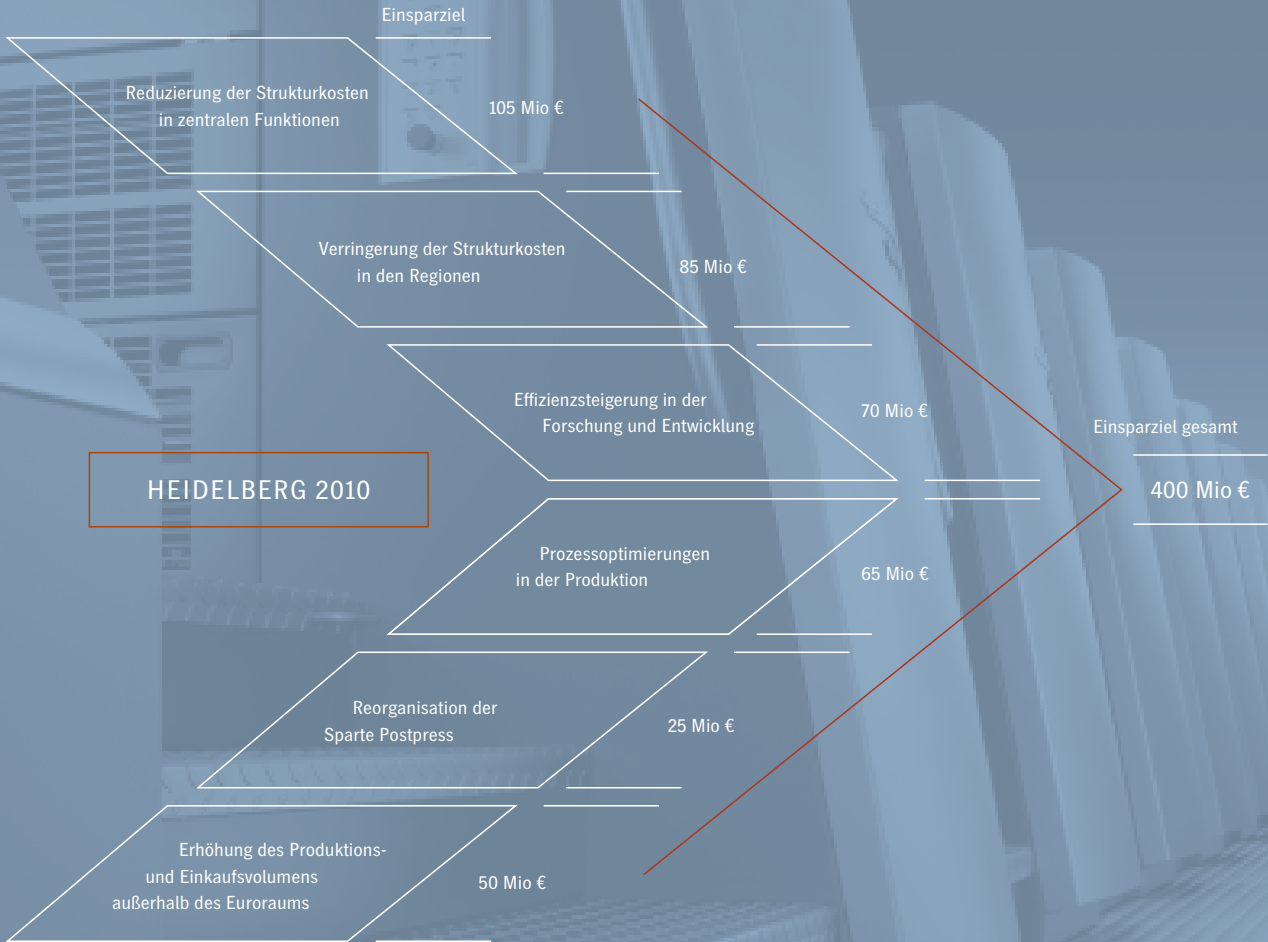 Einsparziel
Reduzierung der Strukturkosten
in zentralen Funktionen
105 Mio €
Verringerung der Strukturkosten
in den Regionen
85 Mio €
Effizienzsteigerung in der
Forschung und Entwicklung
70 Mio €
Einsparziel gesamt
400 Mio €
HEIDELBERG 2010
Prozessoptimierungen
in der Produktion
65 Mio €
Reorganisation der
Sparte Postpress
25 Mio €
Erhöhung des Produktions-
und Einkaufsvolumens
außerhalb des Euroraums
50 Mio €